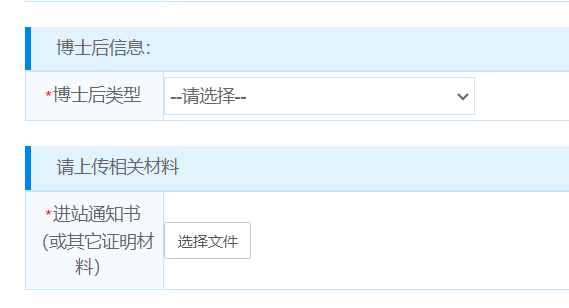 博士后信息：
*博士后类型
--请选择--
请上传相关材料
*进站通知书
（或其它证明材
料）
选择文件